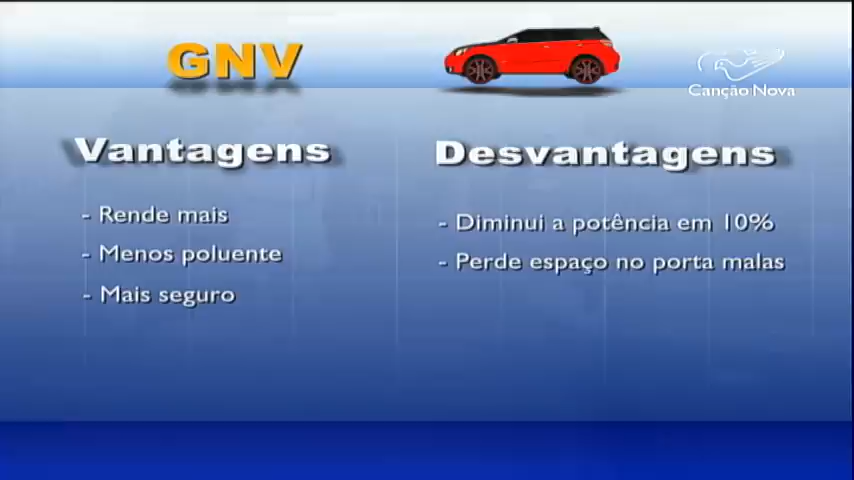 GNV
Canção Nova
Vantagens
- Rende mais
- Menos poluente
- Mais seguro
Desvantagens
- Diminui a potência em 10%
- Perde espaço no porta malas